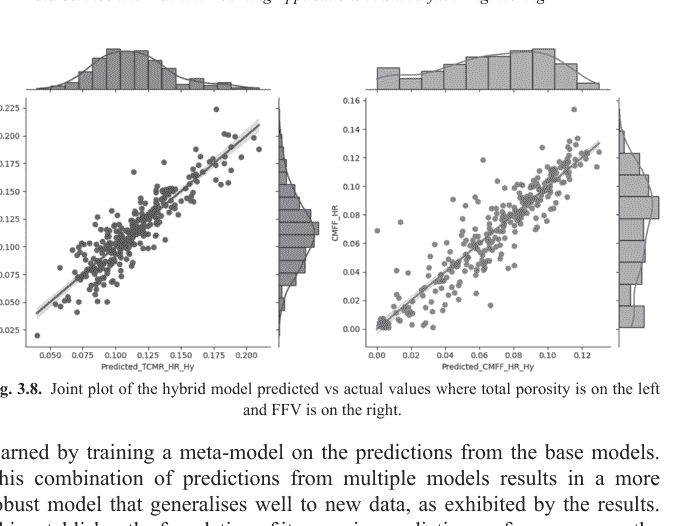 0.225
0.200
0.175
0.150
0.125
0.100
0.075
0.050
0.025
0.050 0.075 0.100 0.125 0.150 0.175 0.200
Predicted_TCMR_HR_Hy
0.16
0.14
0.12
0.10
0.08
0.06
0.04
0.02
0.00
CMFF_HR
0.00 0.02 0.04 0.06 0.08 0.10 0.12
Predicted_CMFF_HR_Hy
g. 3.8. Joint plot of the hybrid model predicted vs actual values where total porosity is on the left
and FFV is on the right.
arned by training a meta-model on the predictions from the base models.
his combination of predictions from multiple models results in a more
obust model that generalises well to new data, as exhibited by the results.